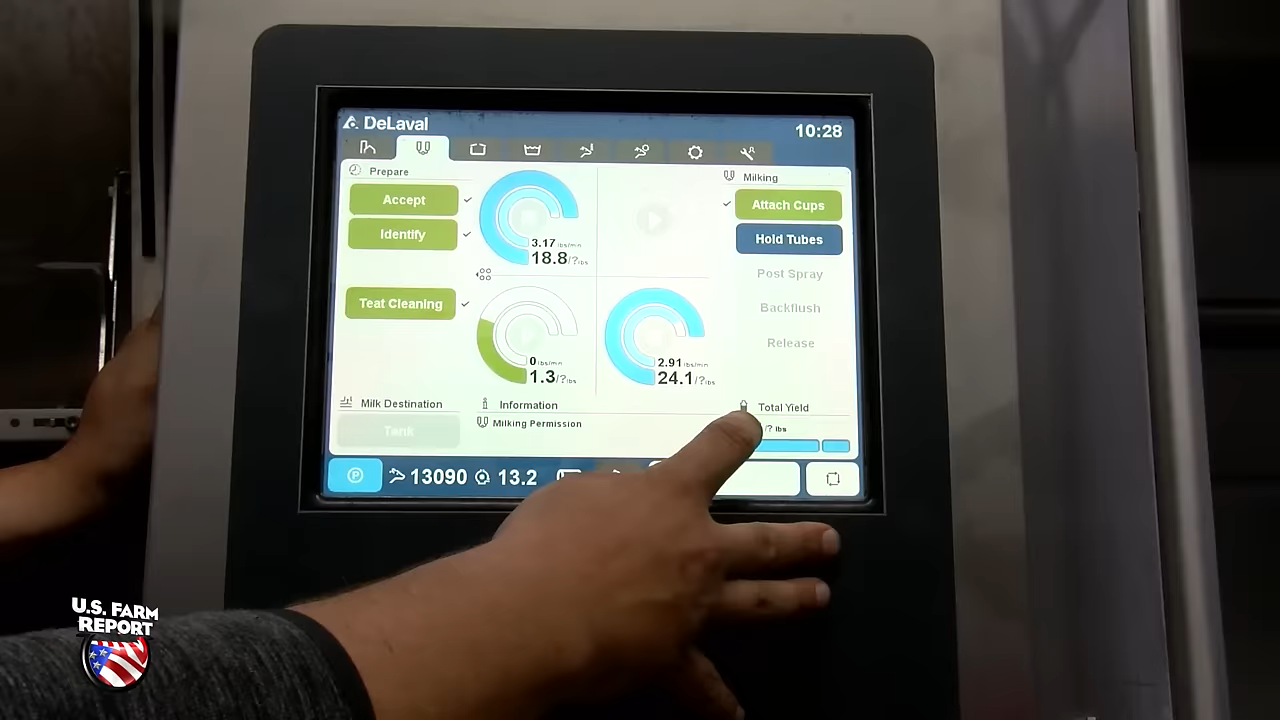 DeLaval
10:28
Prepare
Accept
Identify
Teat Cleaning
3.17 lbs/min
18.8/?lbs
0 lbs/min
1.3/?lbs
2.91 lbs/min
24.1/?lbs
Milking
Attach Cups
Hold Tubes
Post Spray
Backflush
Release
Milk Destination
Tank
Information
Milking Permission
Total Yield
/? lbs
P
13090
13.2
U.S. FARM
REPORT